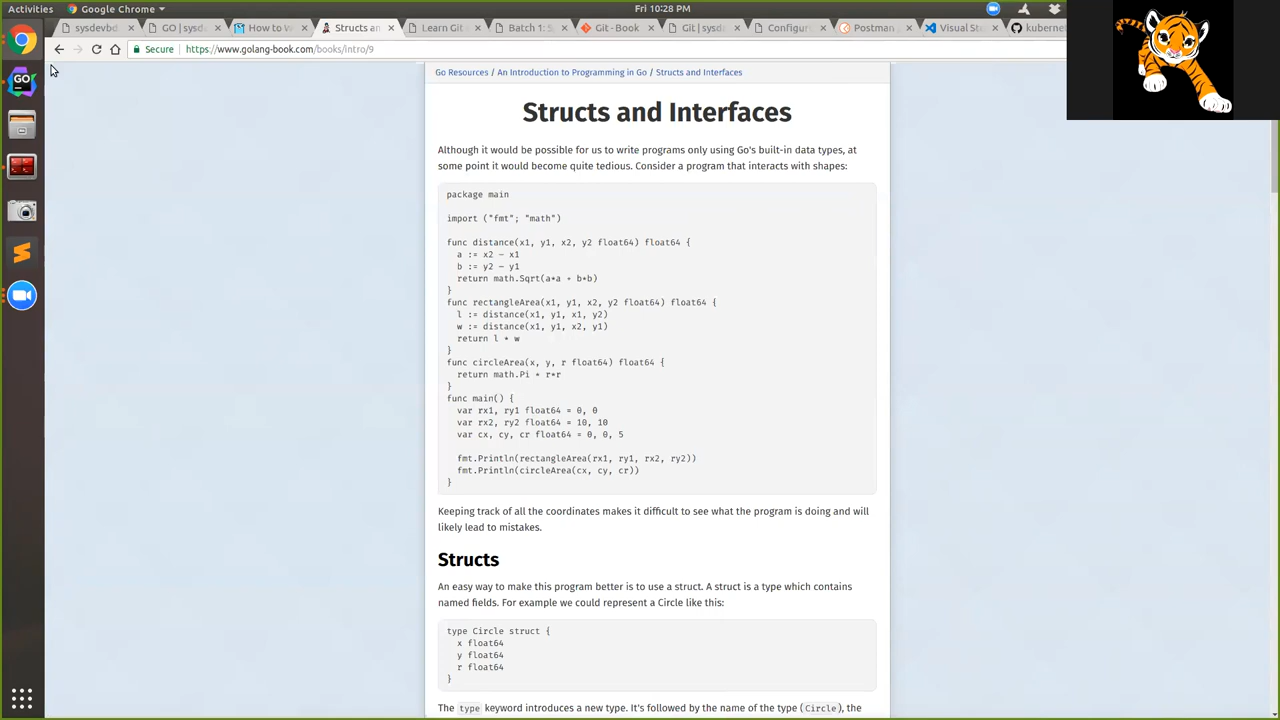 Activities
Google Chrome
Fri 10:28 PM
sysdevbd
GO | sysd
How to W
Structs an
Learn Git
Batch 1: S
Git - Book
Git | sysd
Configur
Postman
Visual St
kuberne
Secure
https://www.golang-book.com/books/intro/9
Go Resources / An Introduction to Programming in Go / Structs and Interfaces
Structs and Interfaces
Although it would be possible for us to write programs only using Go's built-in data types, at
some point it would become quite tedious. Consider a program that interacts with shapes:
package main
import ("fmt"; "math")
func distance(x1, y1, x2, y2 float64) float64 {
a := x2 - x1
b := y2 - y1
return math.Sqrt(a*a + b*b)
}
func rectangleArea(x1, y1, x2, y2 float64) float64 {
l := distance(x1, y1, x1, y2)
w := distance(x1, y1, x2, y1)
return l * w
}
func circleArea(x, y, r float64) float64 {
return math.Pi * r*r
}
func main() {
var rx1, ry1 float64 = 0, 0
var rx2, ry2 float64 = 10, 10
var cx, cy, cr float64 = 0, 0, 5
fmt.Println(rectangleArea(rx1, ry1, rx2, ry2))
fmt.Println(circleArea(cx, cy, cr))
}
Keeping track of all the coordinates makes it difficult to see what the program is doing and will
likely lead to mistakes.
Structs
An easy way to make this program better is to use a struct. A struct is a type which contains
named fields. For example we could represent a Circle like this:
type Circle struct {
x float64
y float64
r float64
}
The type keyword introduces a new type. It's followed by the name of the type (Circle), the
GO